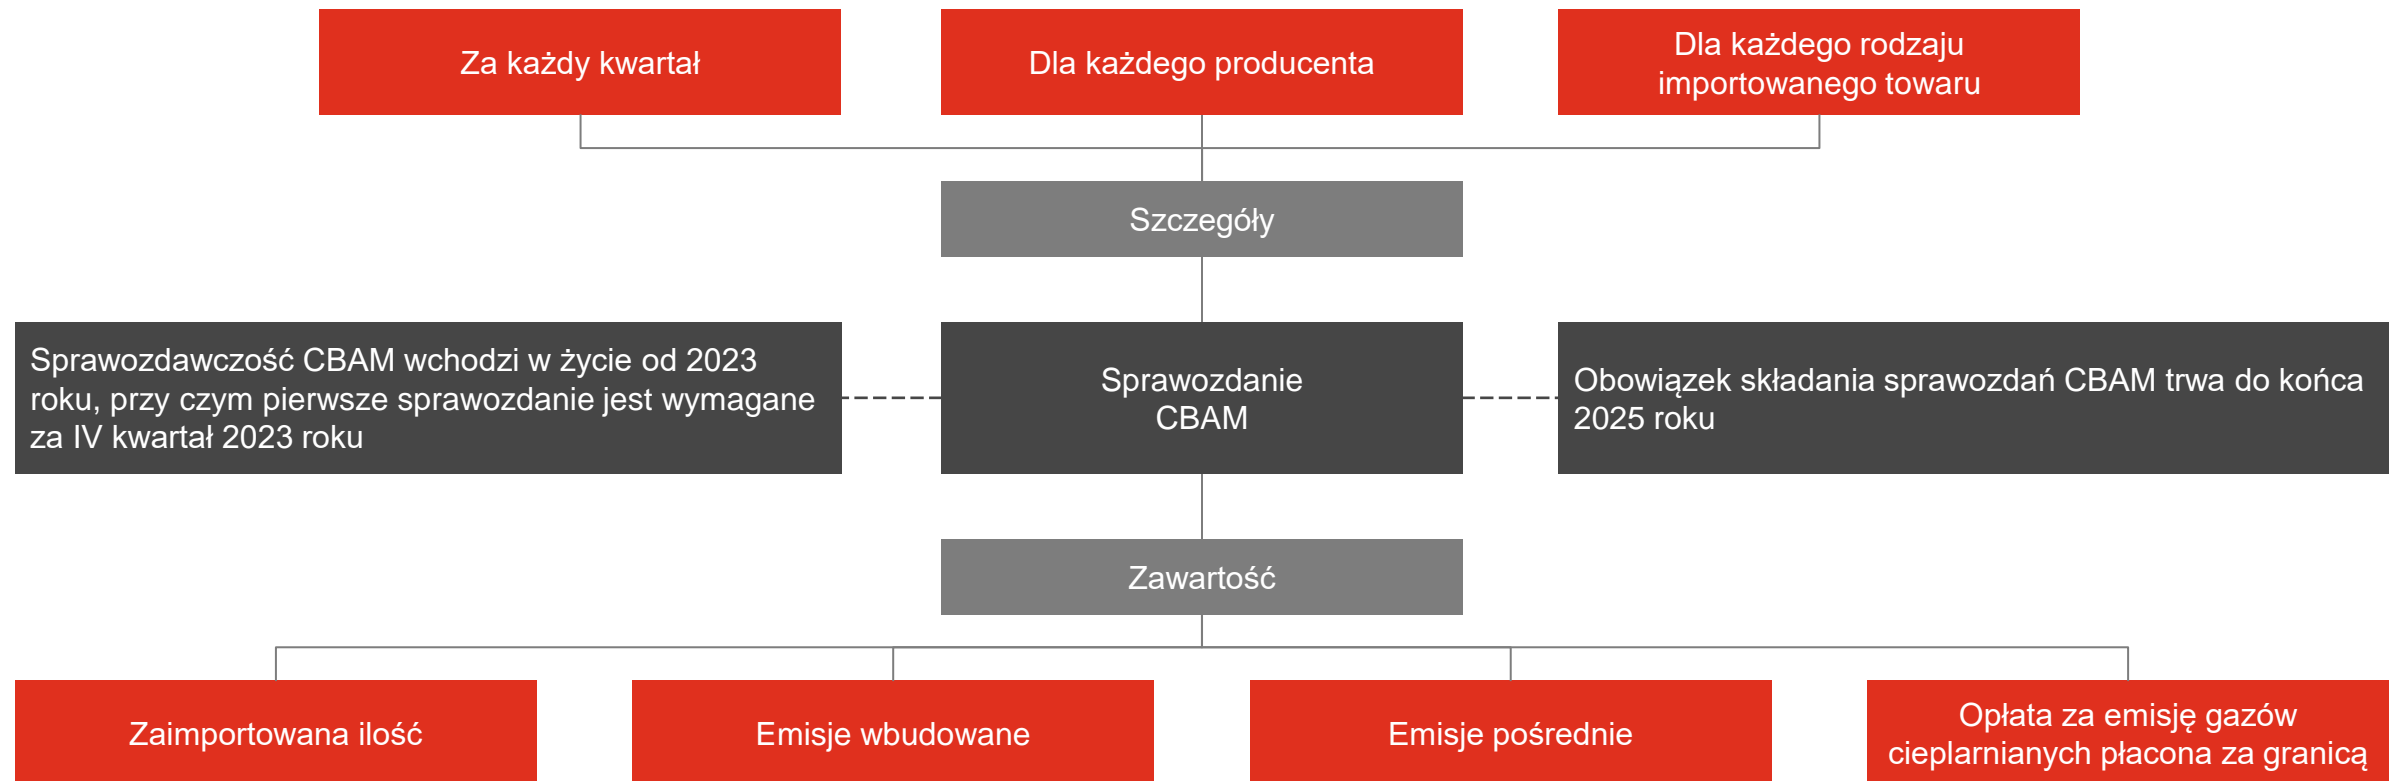 Za każdy kwartał
Dla każdego producenta
Dla każdego rodzaju
importowanego towaru
Szczegóły
Sprawozdawczość CBAM wchodzi w życie od 2023
roku, przy czym pierwsze sprawozdanie jest wymagane
za IV kwartał 2023 roku
Sprawozdanie
CBAM
Obowiązek składania sprawozdań CBAM trwa do końca
2025 roku
Zawartość
Zaimportowana ilość
Emisje wbudowane
Emisje pośrednie
Opłata za emisję gazów
cieplarnianych płacona za granicą